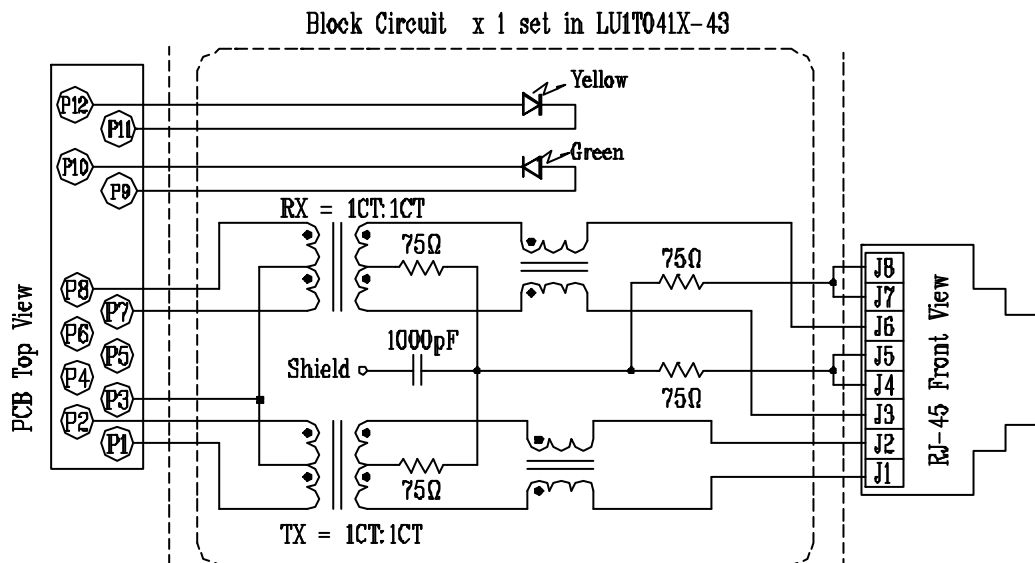 Block Circuit x 1 set in LU1T041X-43
P12
Yellow
P11
P10
Green
P9
RX = 1CT:1CT
75Ω
75Ω
P8
P7
P6
P5
P4
P3
P2
P1
PCB Top View
1000pF
Shield
75Ω
75Ω
TX = 1CT:1CT
J8
J7
J6
J5
J4
J3
J2
J1
RJ-45 Front View